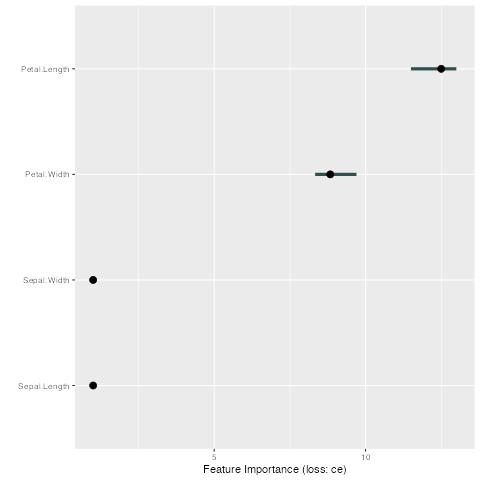 Petal.Length
Petal.Width
Sepal.Width
Sepal.Length
5
10
Feature Importance (loss: ce)